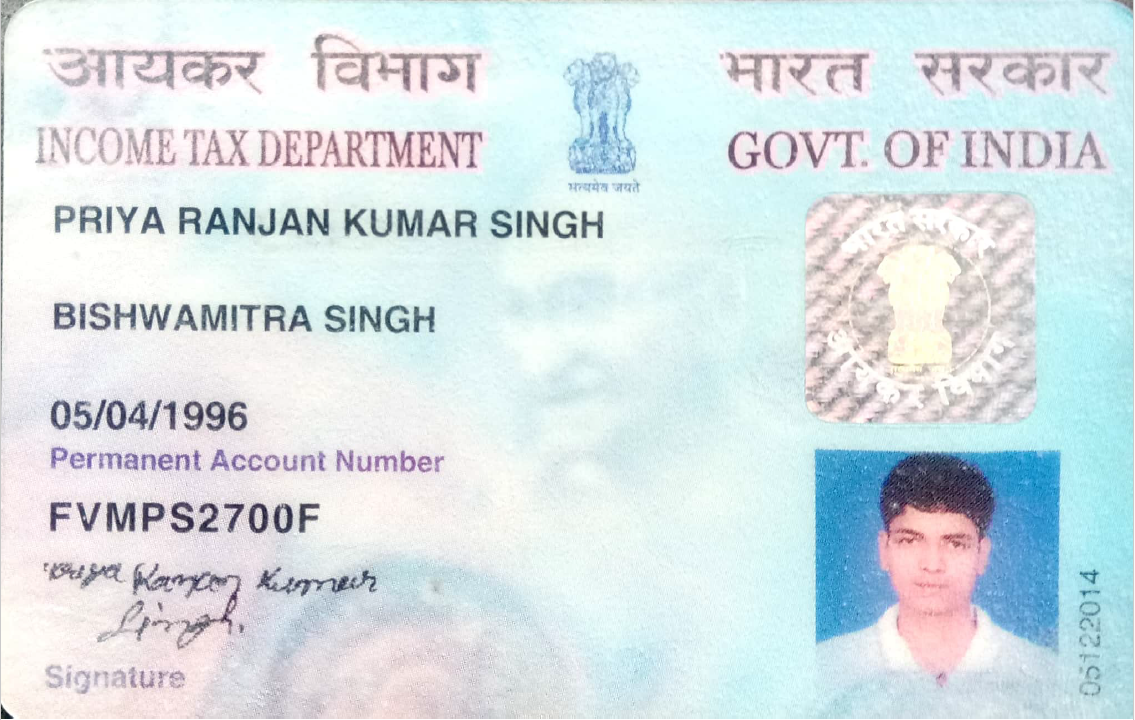 आयकर विभाग भारत सरकार
INCOME TAX DEPARTMENT GOVT. OF INDIA
सत्यमेव जयते
PRIYA RANJAN KUMAR SINGH
भारत सरकार
BISHWAMITRA SINGH
आयकर विभाग
05/04/1996
Permanent Account Number
FVMPS2700F
Priya Ranjan Kumar
Singh.
Signature
05122014